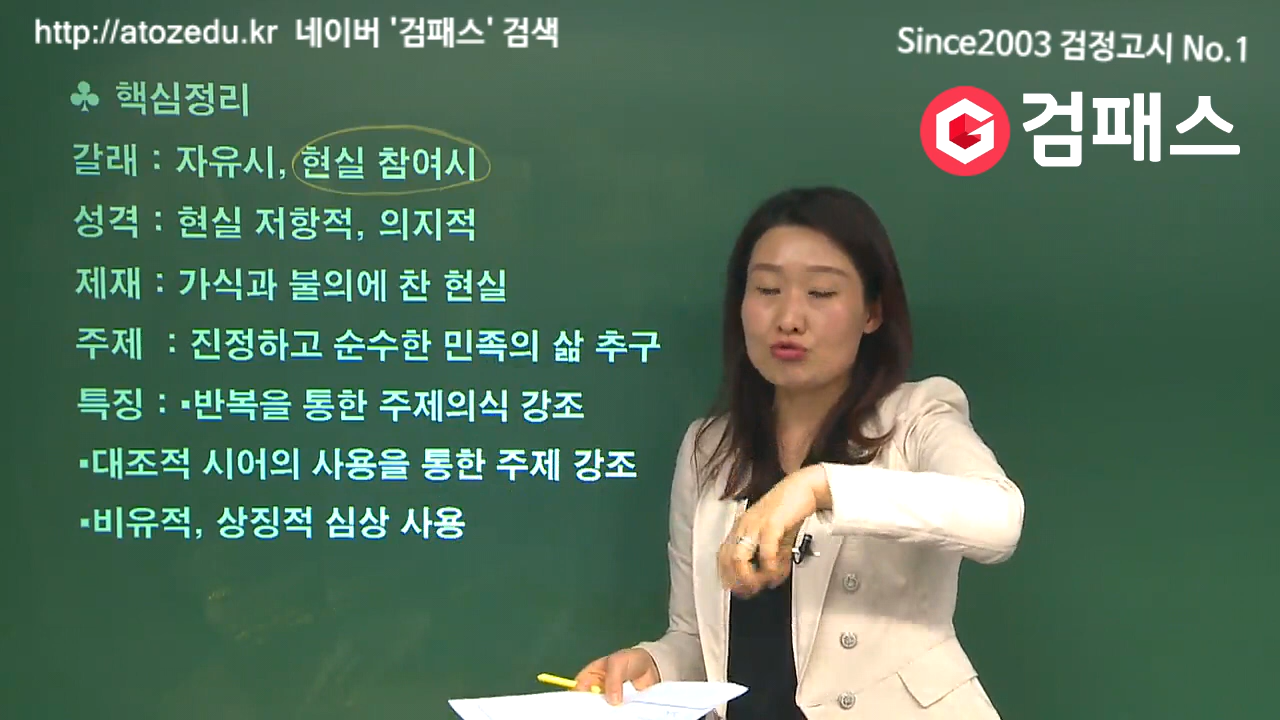 http://atozedu.kr 네이버 '검패스' 검색
Since2003 검정고시 No.1
검패스
♣ 핵심정리
갈래 : 자유시, 현실 참여시
성격 : 현실 저항적, 의지적
제재 : 가식과 불의에 찬 현실
주제 : 진정하고 순수한 민족의 삶 추구
특징 : ▪반복을 통한 주제의식 강조
▪대조적 시어의 사용을 통한 주제 강조
▪비유적, 상징적 심상 사용